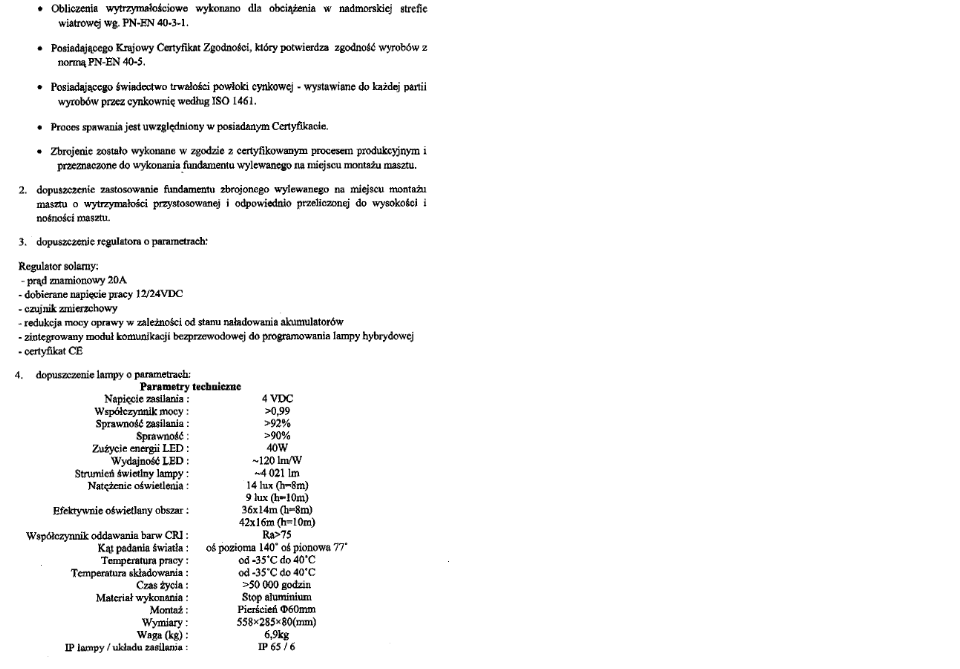 • Obliczenia wytrzymałościowe wykonano dla obciążenia w nadmorskiej strefie
wiatrowej wg. PN-EN 40-3-1.
• Posiadającego Krajowy Certyfikat Zgodności, który potwierdza zgodność wyrobów z
normą PN-EN 40-5.
• Posiadającego świadectwo trwałości powłoki cynkowej - wystawiane do każdej partii
wyrobów przez cynkownię według ISO 1461.
• Proces spawania jest uwzględniony w posiadanym Certyfikacie.
• Zbrojenie zostało wykonane w zgodzie z certyfikowanym procesem produkcyjnym i
przeznaczone do wykonania fundamentu wylewanego na miejscu montażu masztu.
2. dopuszczenie zastosowanie fundamentu zbrojonego wylewanego na miejscu montażu
masztu o wytrzymałości przystosowanej i odpowiednio przeliczonej do wysokości i
nośności masztu.
3. dopuszczenie regulatora o parametrach:
Regulator solarny:
- prąd znamionowy 20A
- dobierane napięcie pracy 12/24VDC
- czujnik zmierzchowy
- redukcja mocy oprawy w zależności od stanu naładowania akumulatorów
- zintegrowany moduł komunikacji bezprzewodowej do programowania lampy hybrydowej
- certyfikat CE
4. dopuszczenie lampy o parametrach:
Parametry techniczne
Napięcie zasilania : 4 VDC
Współczynnik mocy : >0,99
Sprawność zasilania : >92%
Sprawność : >90%
Zużycie energii LED : 40W
Wydajność LED : ~120 lm/W
Strumień świetlny lampy : ~4 021 lm
Natężenie oświetlenia : 14 lux (h=8m)
9 lux (h=10m)
Efektywnie oświetlany obszar : 36x14m (h=8m)
42x16m (h=10m)
Współczynnik oddawania barw CRI : Ra>75
Kąt padania światła : oś pozioma 140˚ oś pionowa 77˚
Temperatura pracy : od -35˚C do 40˚C
Temperatura składowania : od -35˚C do 40˚C
Czas życia : >50 000 godzin
Materiał wykonania : Stop aluminium
Montaż : Pierścień Φ60mm
Wymiary : 558×285×80(mm)
Waga (kg) : 6,9kg
IP lampy / układu zasilania : IP 65 / 6